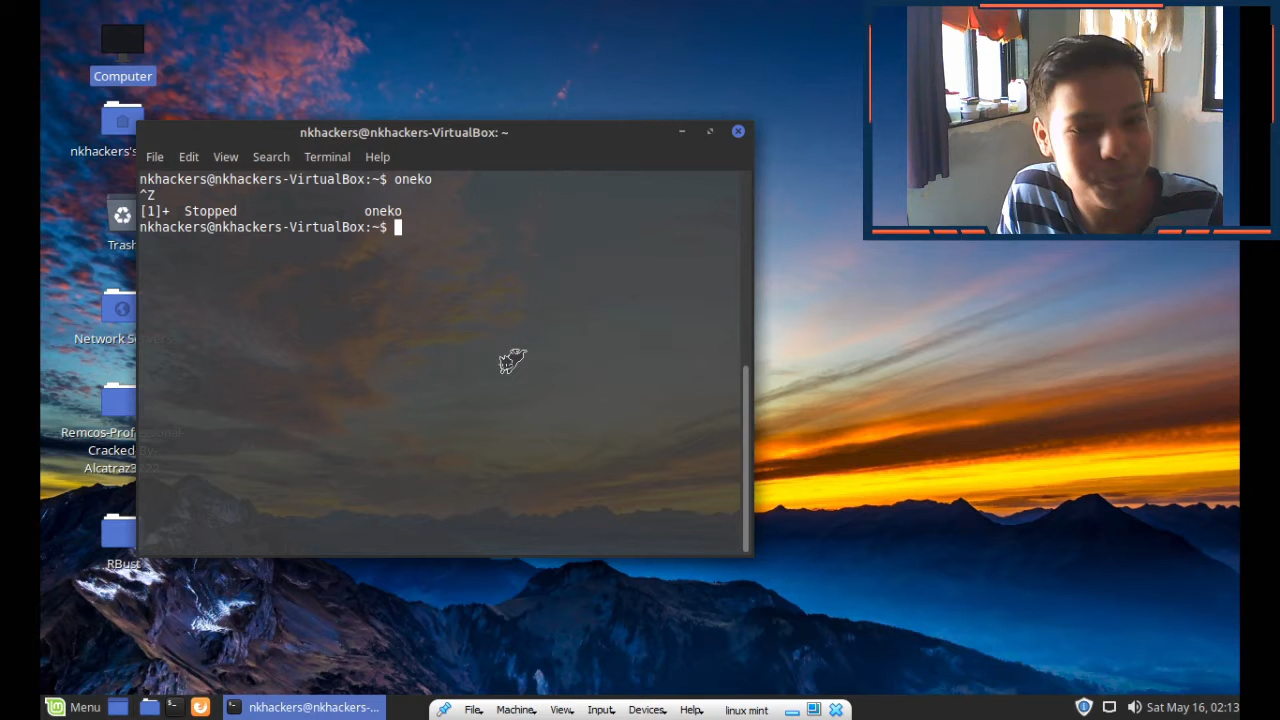 Computer
nkhackers@nkhackers-VirtualBox: ~
nkhackers's
File Edit View Search Terminal Help
nkhackers@nkhackers-VirtualBox:~$ oneko
^Z
[1]+  Stopped                 oneko
nkhackers@nkhackers-VirtualBox:~$
Trash
Network Servers
Remcos-Professional
Cracked By
Alcatraz3222
RBust
Menu
nkhackers@nkhackers-...
File Machine View Input Devices Help linux mint
Sat May 16, 02:13